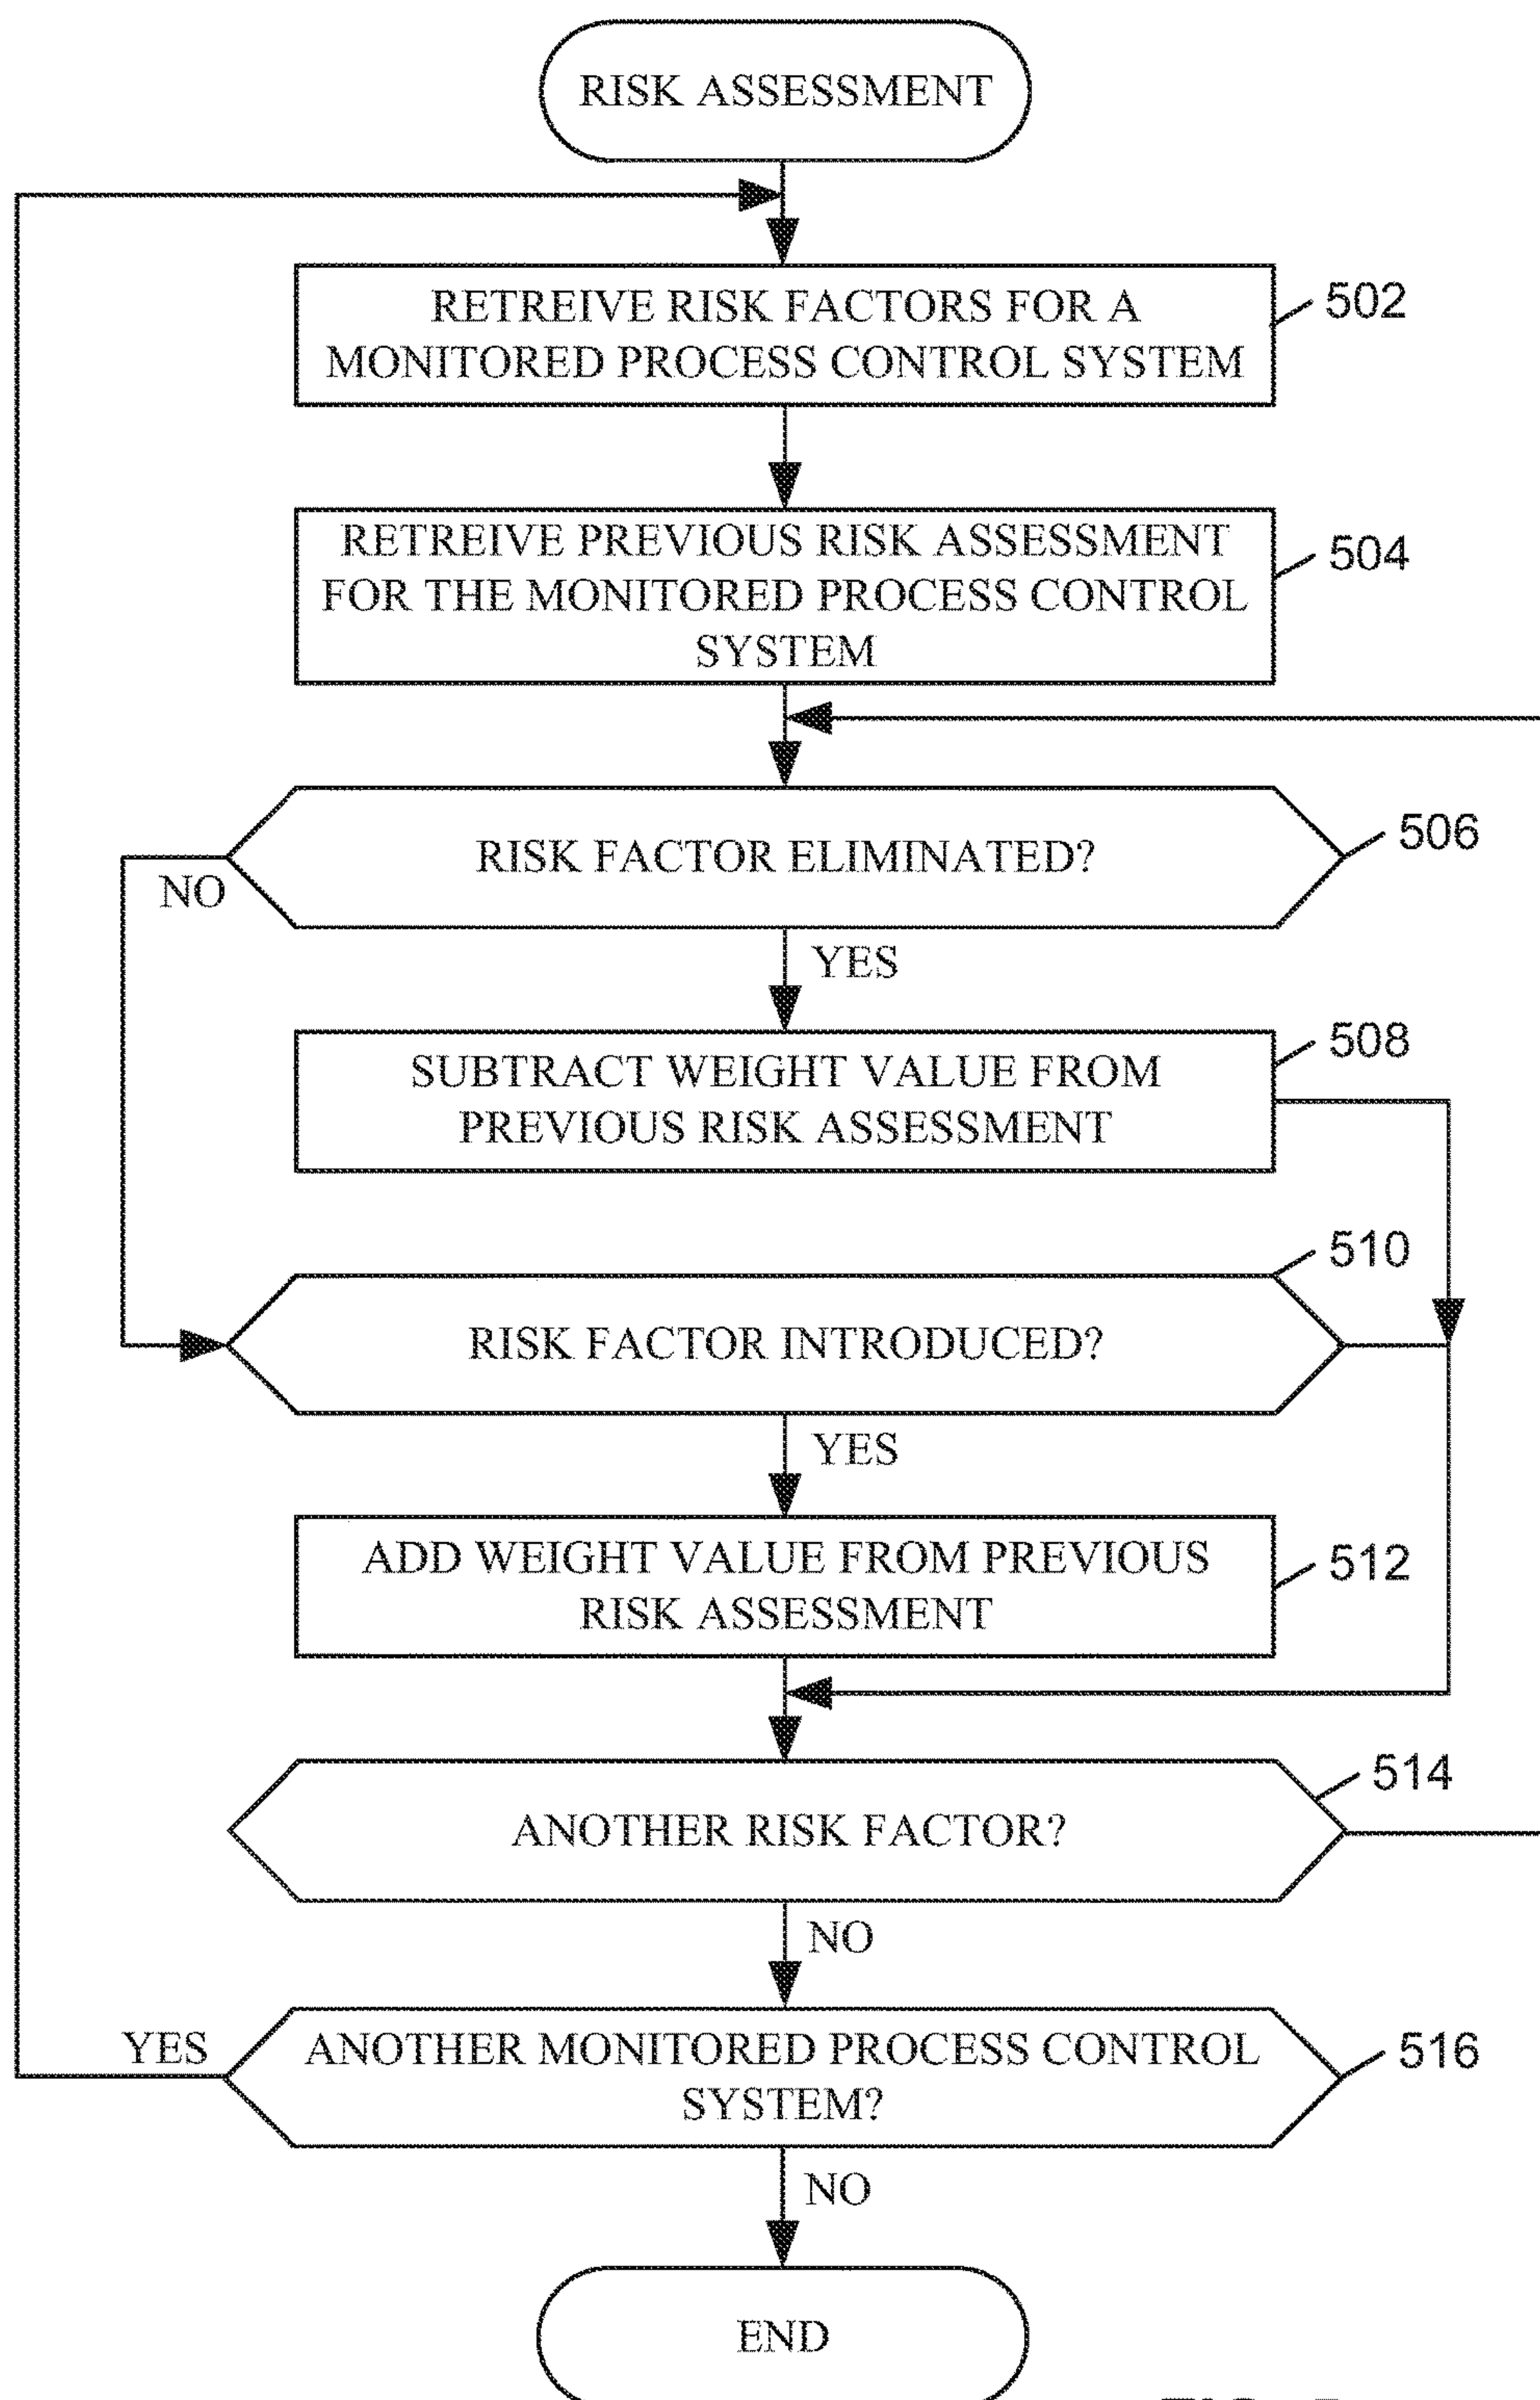 RISK ASSESSMENT
RETREIVE RISK FACTORS FOR A
MONITORED PROCESS CONTROL SYSTEM
502
RETREIVE PREVIOUS RISK ASSESSMENT
FOR THE MONITORED PROCESS CONTROL
SYSTEM
504
RISK FACTOR ELIMINATED?
506
NO
YES
SUBTRACT WEIGHT VALUE FROM
PREVIOUS RISK ASSESSMENT
508
RISK FACTOR INTRODUCED?
510
YES
ADD WEIGHT VALUE FROM PREVIOUS
RISK ASSESSMENT
512
ANOTHER RISK FACTOR?
514
NO
YES
ANOTHER MONITORED PROCESS CONTROL
SYSTEM?
516
NO
END